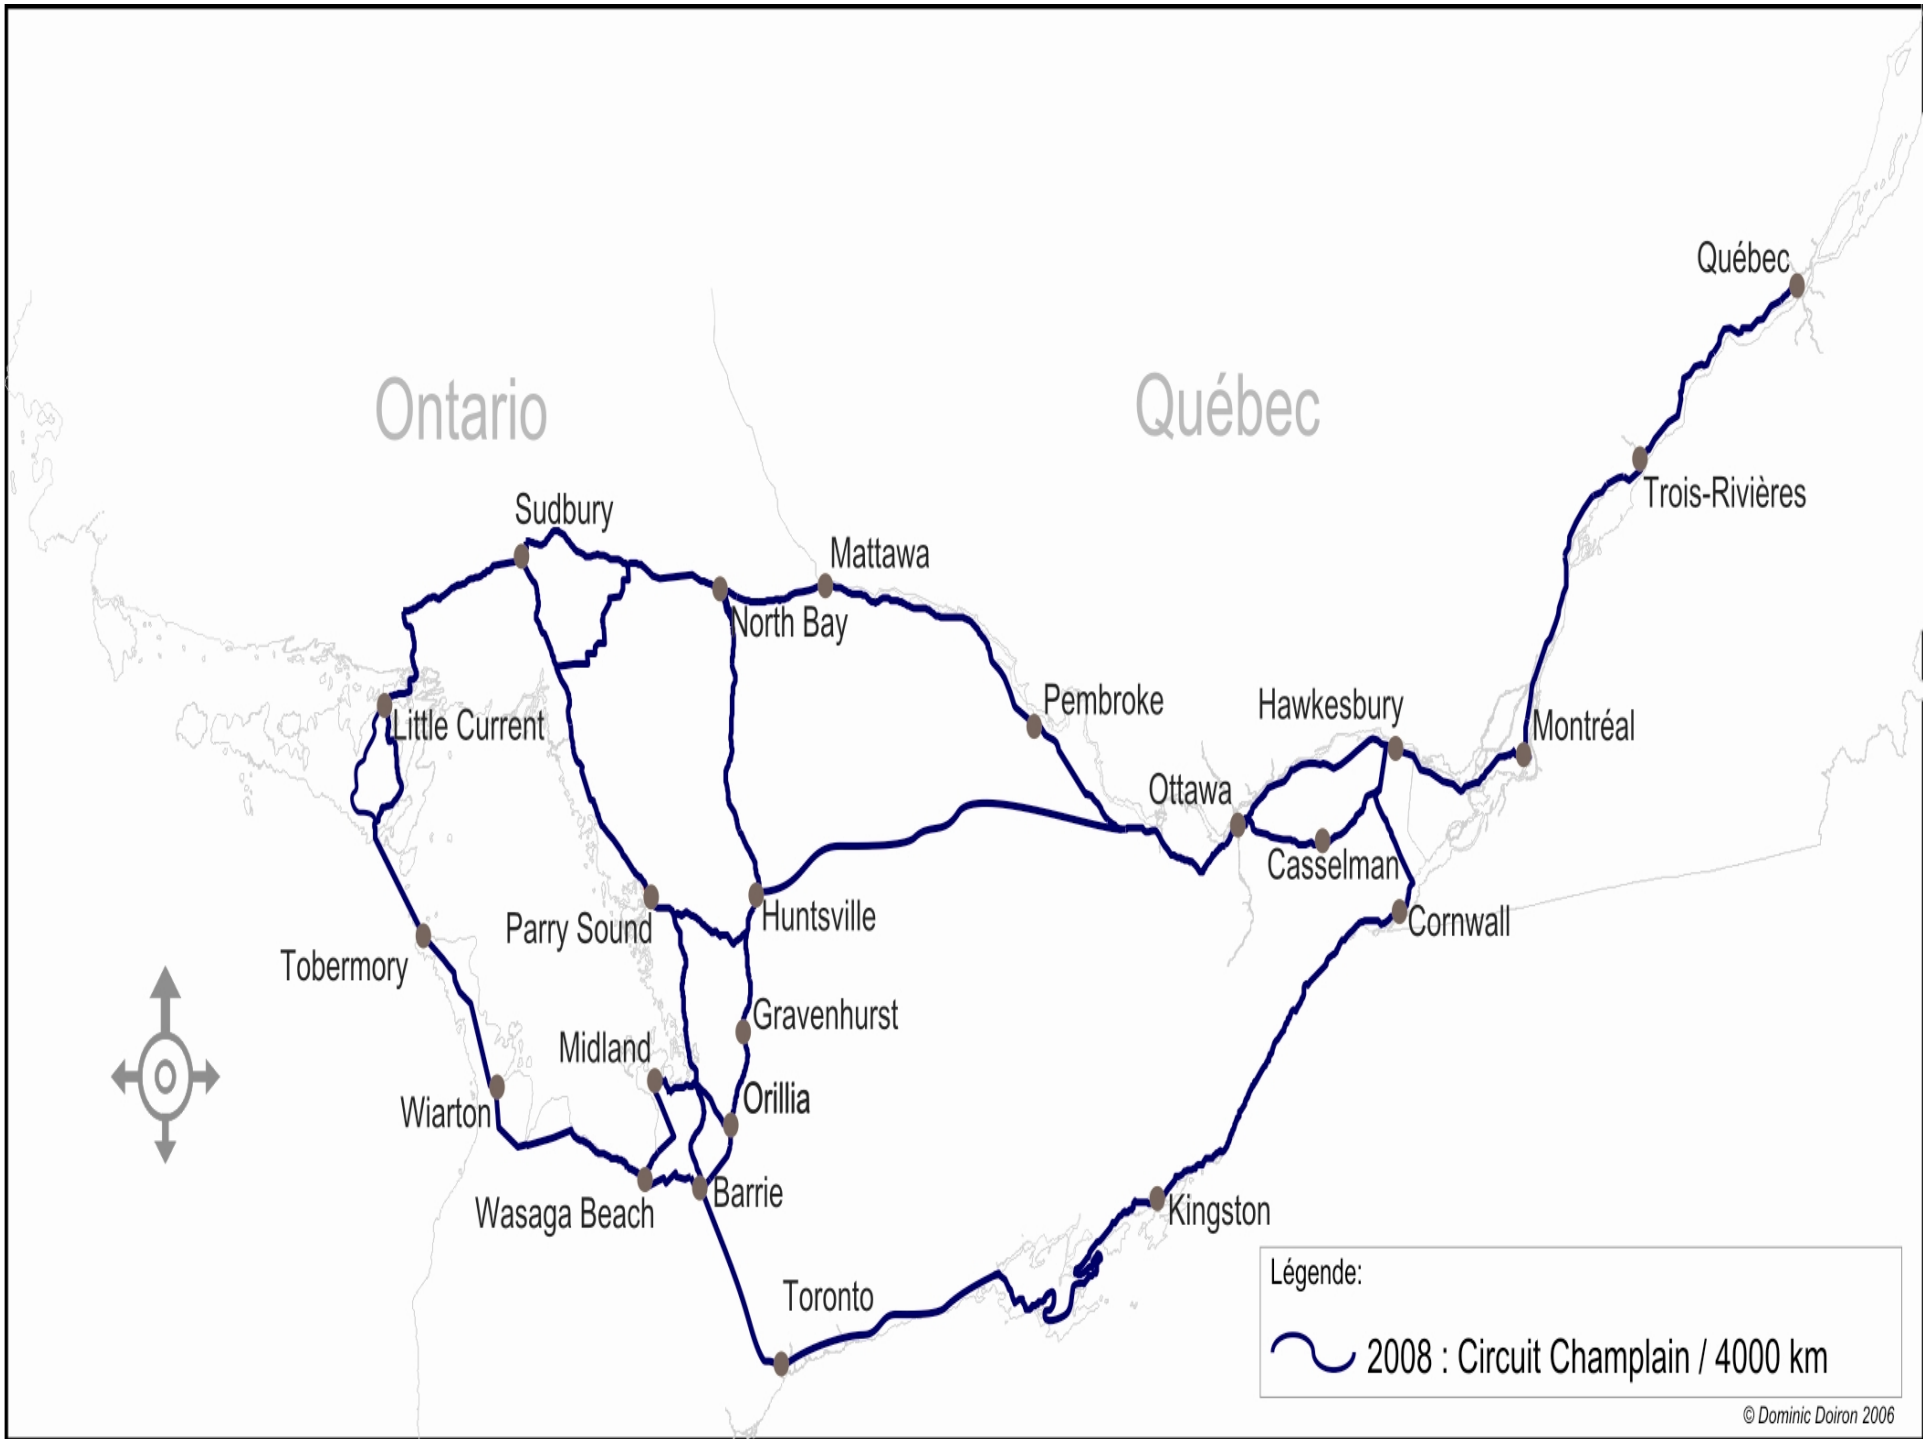 Québec
Ontario
Québec
Trois-Rivières
Sudbury
Mattawa
North Bay
Pembroke
Hawkesbury
Little Current
Montréal
Ottawa
Casselman
Parry Sound
Huntsville
Cornwall
Tobermory
Gravenhurst
Midland
Orillia
Wiarton
Barrie
Wasaga Beach
Kingston
Toronto
Légende:
2008 : Circuit Champlain / 4000 km
© Dominic Doiron 2006